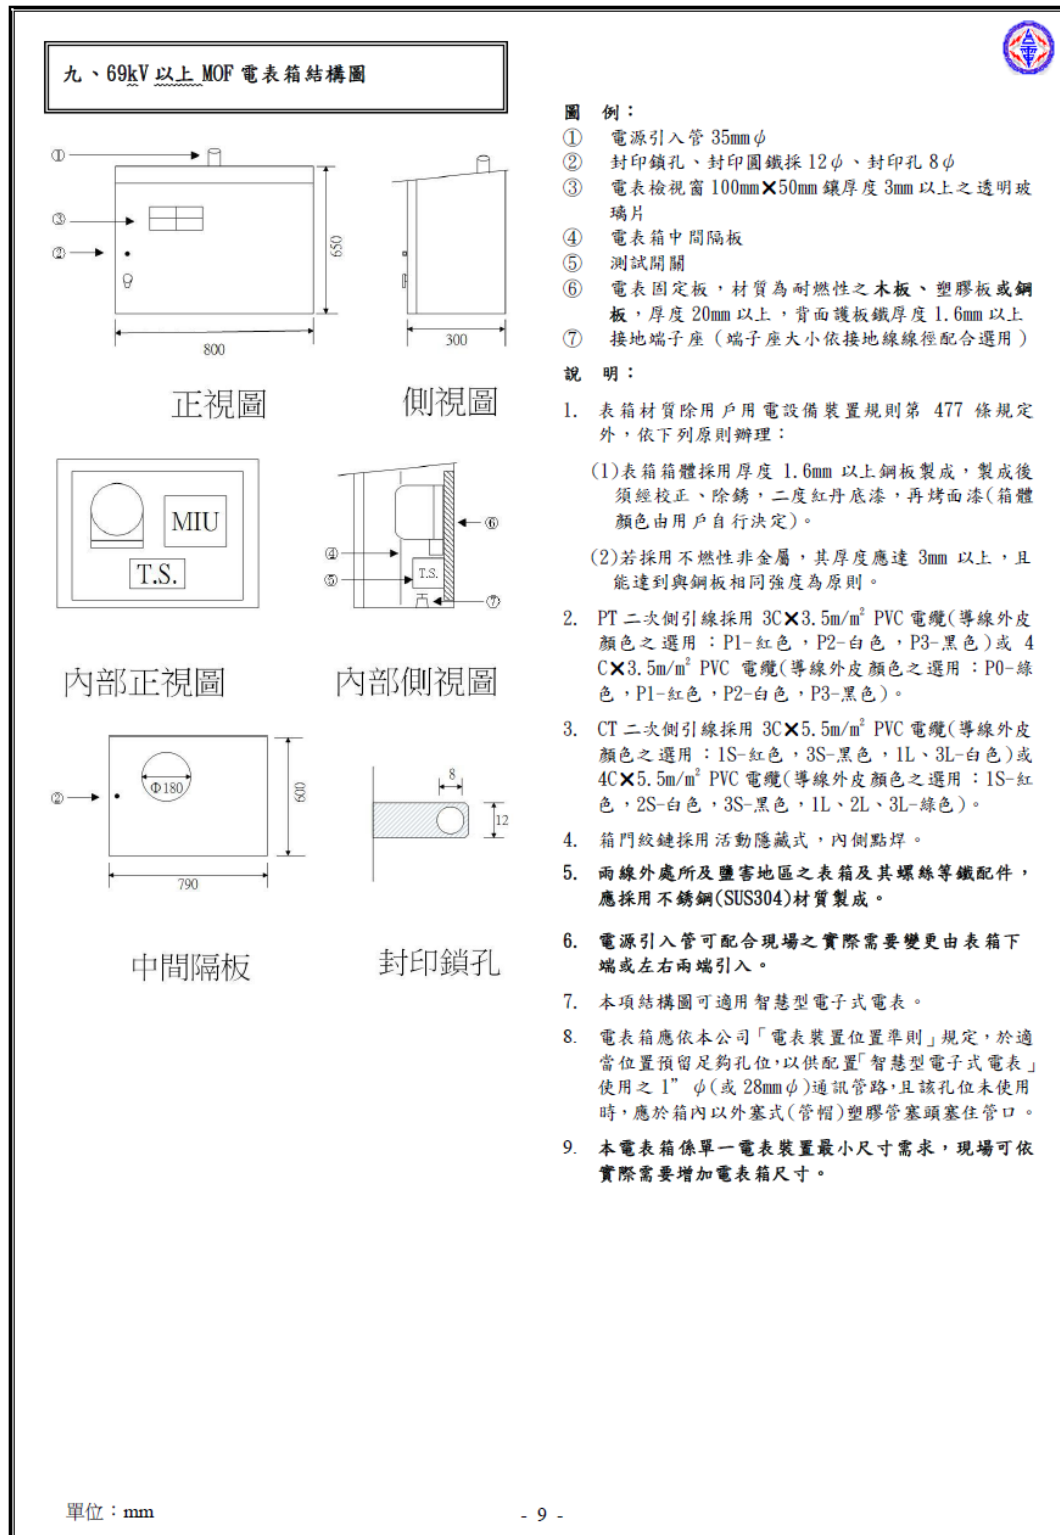 九、69kV 以上 MOF 電表箱結構圖
①
③
②
650
800
300
正視圖
側視圖
MIU
T.S.
④
⑤
T.S.
⑥
⑦
內部正視圖
內部側視圖
②
Φ180
600
790
8
12
中間隔板
封印鎖孔
圖 例：
① 電源引入管 35mmφ
② 封印鎖孔、封印圓鐵採 12φ、封印孔 8φ
③ 電表檢視窗 100mm×50mm 鑲厚度 3mm 以上之透明玻
璃片
④ 電表箱中間隔板
⑤ 測試開關
⑥ 電表固定板，材質為耐燃性之木板、塑膠板或鋼
板，厚度 20mm 以上，背面護板鐵厚度 1.6mm 以上
⑦ 接地端子座（端子座大小依接地線線徑配合選用）
說 明：
1. 表箱材質除用戶用電設備裝置規則第 477 條規定
外，依下列原則辦理：
(1)表箱箱體採用厚度 1.6mm 以上鋼板製成，製成後
須經校正、除銹，二度紅丹底漆，再烤面漆(箱體
顏色由用戶自行決定)。
(2)若採用不燃性非金屬，其厚度應達 3mm 以上，且
能達到與鋼板相同強度為原則。
2. PT 二次側引線採用 3C×3.5m/m² PVC 電纜(導線外皮
顏色之選用：P1-紅色，P2-白色，P3-黑色)或 4
C×3.5m/m² PVC 電纜(導線外皮顏色之選用：P0-綠
色，P1-紅色，P2-白色，P3-黑色)。
3. CT 二次側引線採用 3C×5.5m/m² PVC 電纜(導線外皮
顏色之選用：1S-紅色，3S-黑色，1L、3L-白色)或
4C×5.5m/m² PVC 電纜(導線外皮顏色之選用：1S-紅
色，2S-白色，3S-黑色，1L、2L、3L-綠色)。
4. 箱門絞鏈採用活動隱藏式，內側點焊。
5. 雨線外處所及鹽害地區之表箱及其螺絲等鐵配件，
應採用不銹鋼(SUS304)材質製成。
6. 電源引入管可配合現場之實際需要變更由表箱下
端或左右兩端引入。
7. 本項結構圖可適用智慧型電子式電表。
8. 電表箱應依本公司「電表裝置位置準則」規定，於適
當位置預留足夠孔位，以供配置「智慧型電子式電表」
使用之 1” φ(或 28mmφ)通訊管路，且該孔位未使用
時，應於箱內以外塞式(管帽)塑膠管塞頭塞住管口。
9. 本電表箱係單一電表裝置最小尺寸需求，現場可依
實際需要增加電表箱尺寸。
單位：mm
- 9 -